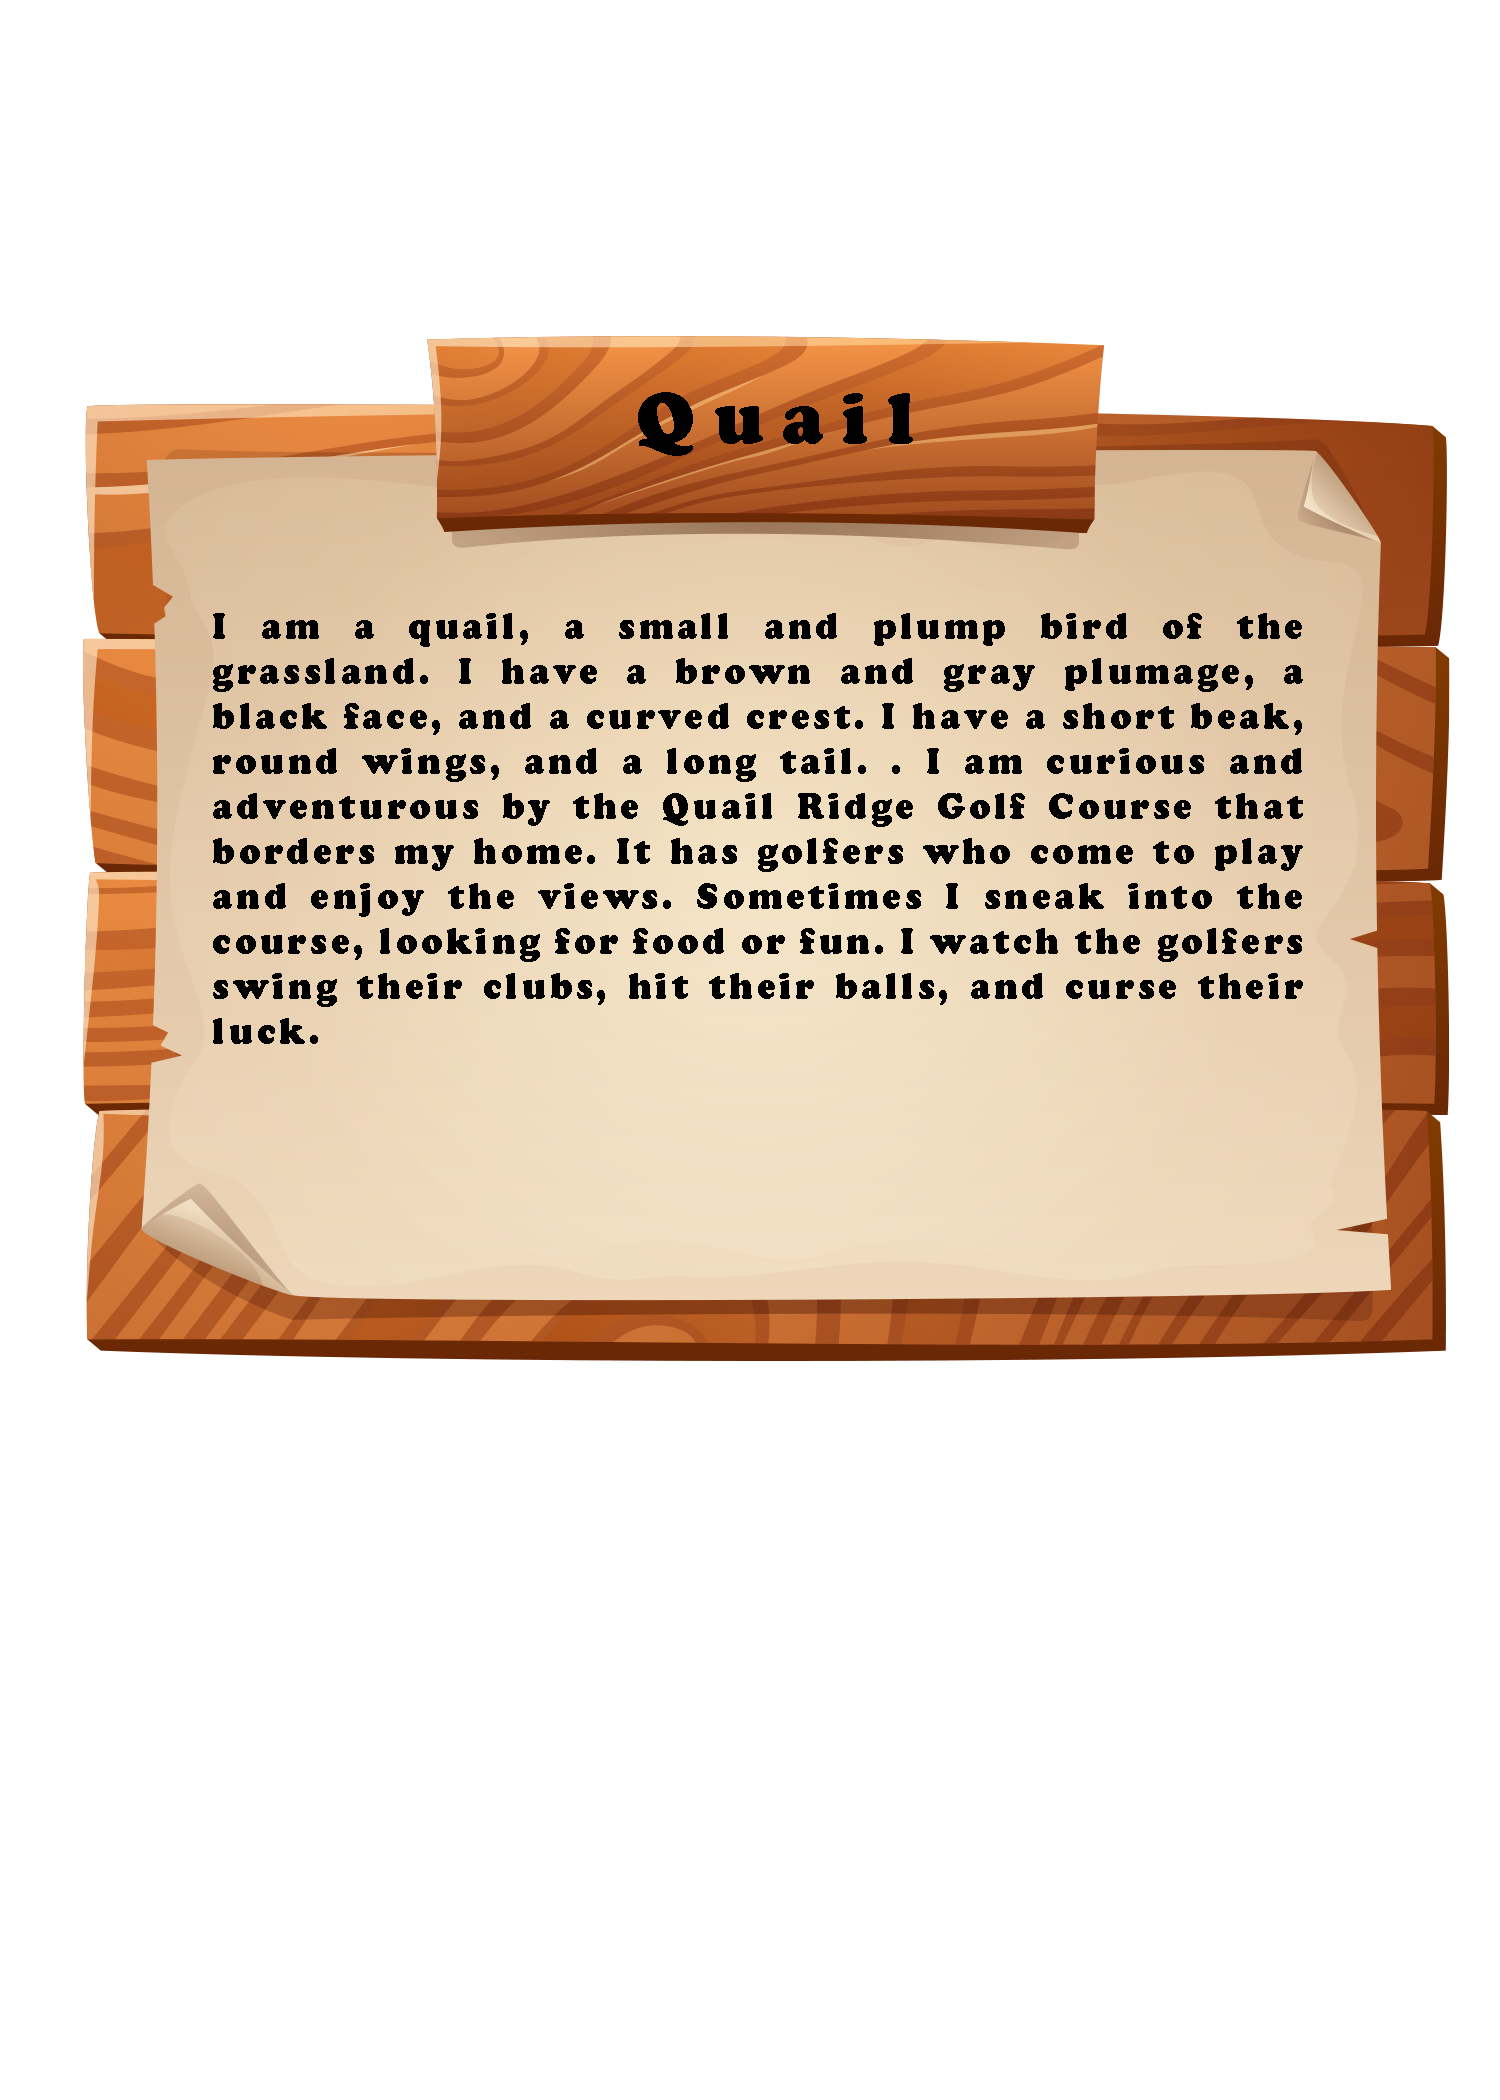 Quail
I am a quail, a small and plump bird of the
grassland. I have a brown and gray plumage, a
black face, and a curved crest. I have a short beak,
round wings, and a long tail. . I am curious and
adventurous by the Quail Ridge Golf Course that
borders my home. It has golfers who come to play
and enjoy the views. Sometimes I sneak into the
course, looking for food or fun. I watch the golfers
swing their clubs, hit their balls, and curse their
luck.